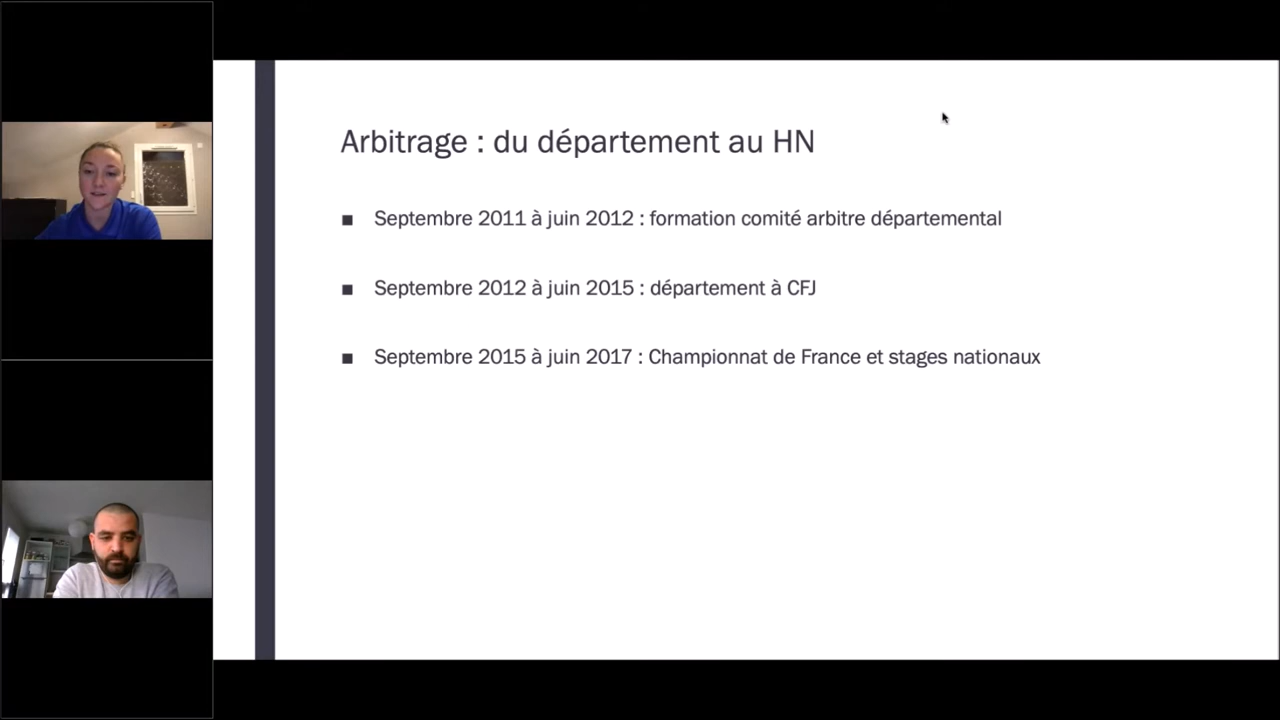 Arbitrage : du département au HN
■ Septembre 2011 à juin 2012 : formation comité arbitre départemental
■ Septembre 2012 à juin 2015 : département à CFJ
■ Septembre 2015 à juin 2017 : Championnat de France et stages nationaux